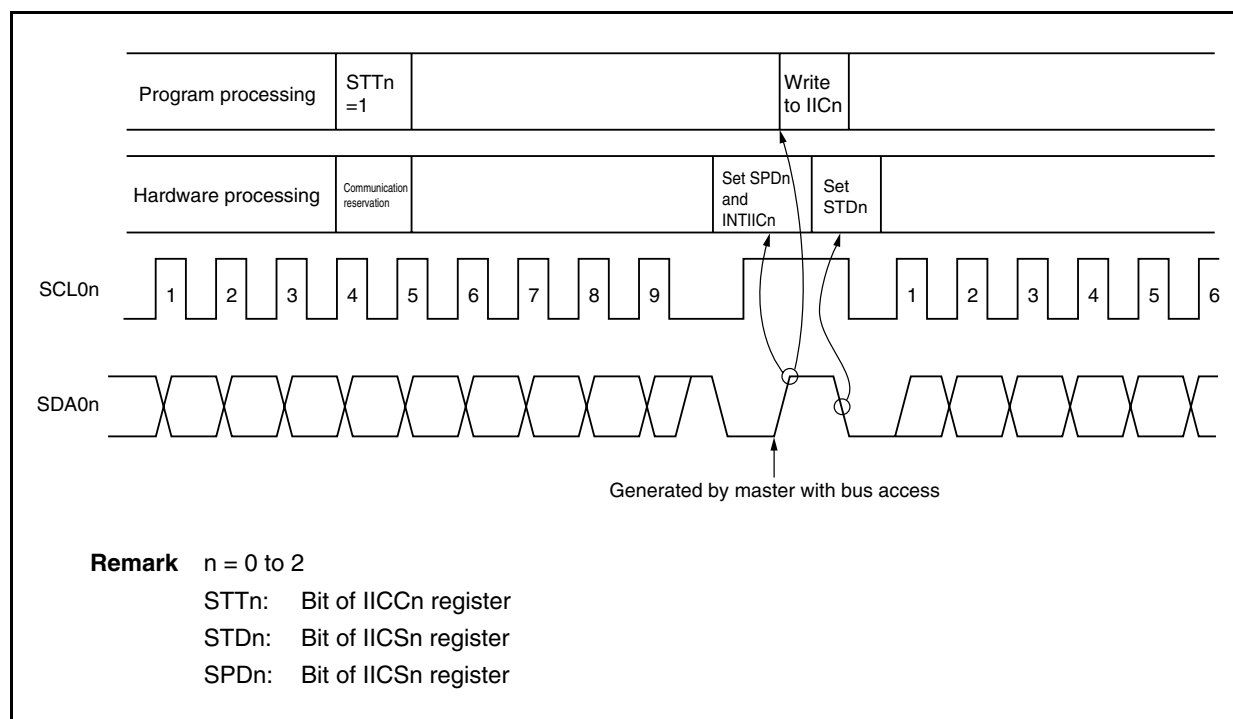 Program processing
STTn
=1
Write
to IICn
Hardware processing
Communication
reservation
Set SPDn
and
INTIICn
Set
STDn
SCL0n
1 2 3 4 5 6 7 8 9 1 2 3 4 5 6
SDA0n
Generated by master with bus access
Remark n = 0 to 2
STTn: Bit of IICCn register
STDn: Bit of IICSn register
SPDn: Bit of IICSn register